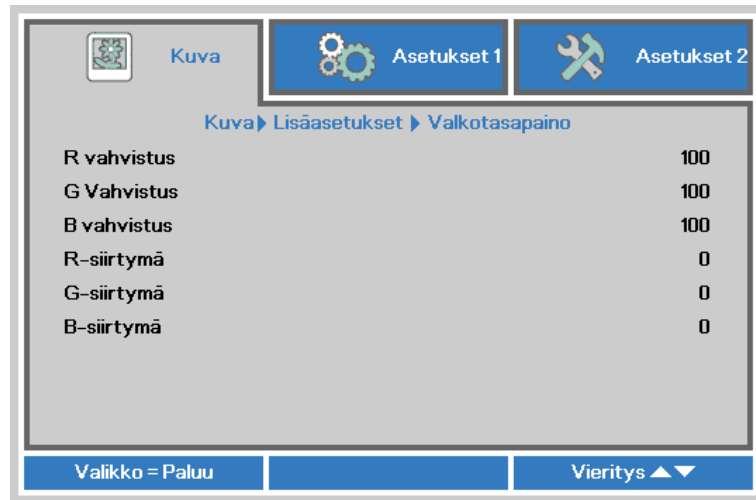 Kuva
Asetukset 1
Asetukset 2
Kuva Lisäasetukset Valkotasapaino
R vahvistus 100
G Vahvistus 100
B vahvistus 100
R-siirtymä 0
G-siirtymä 0
B-siirtymä 0
Valikko = Paluu
Vieritys